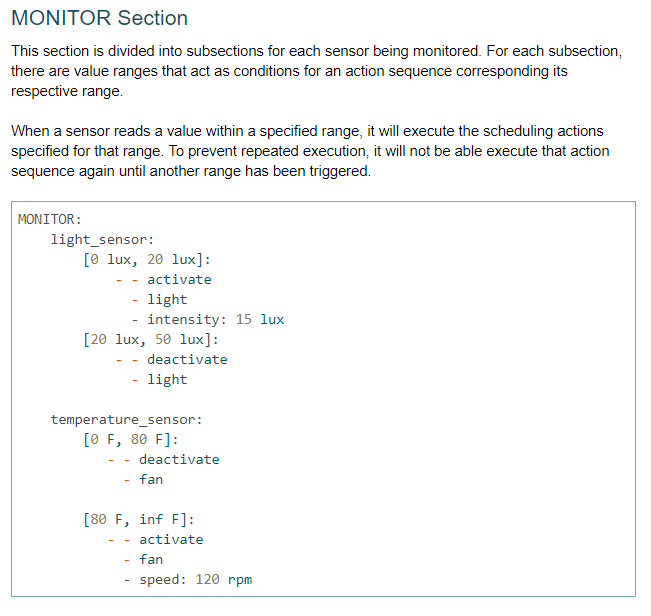 MONITOR Section
This section is divided into subsections for each sensor being monitored. For each subsection,
there are value ranges that act as conditions for an action sequence corresponding its
respective range.
When a sensor reads a value within a specified range, it will execute the scheduling actions
specified for that range. To prevent repeated execution, it will not be able execute that action
sequence again until another range has been triggered.
MONITOR:
    light_sensor:
        [0 lux, 20 lux]:
            - - activate
              - light
              - intensity: 15 lux
        [20 lux, 50 lux]:
            - - deactivate
              - light
    temperature_sensor:
        [0 F, 80 F]:
           - - deactivate
             - fan
        [80 F, inf F]:
           - - activate
             - fan
             - speed: 120 rpm